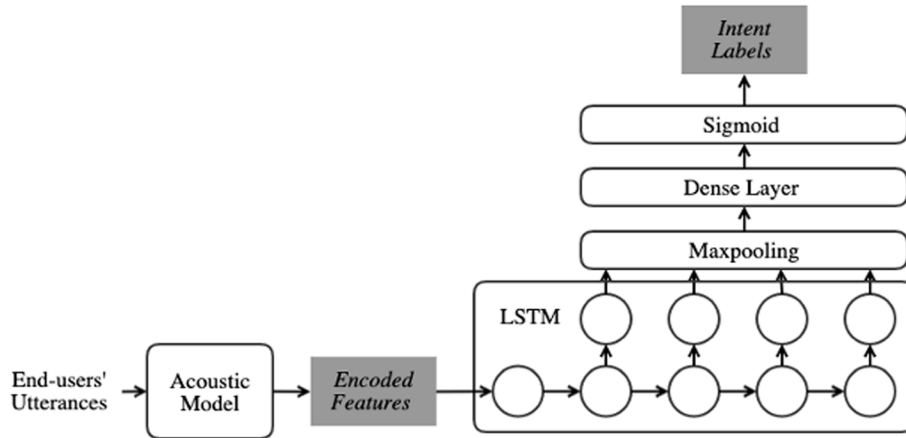 Intent
Labels
Sigmoid
Dense Layer
Maxpooling
LSTM
End-users'
Utterances
Acoustic
Model
Encoded
Features